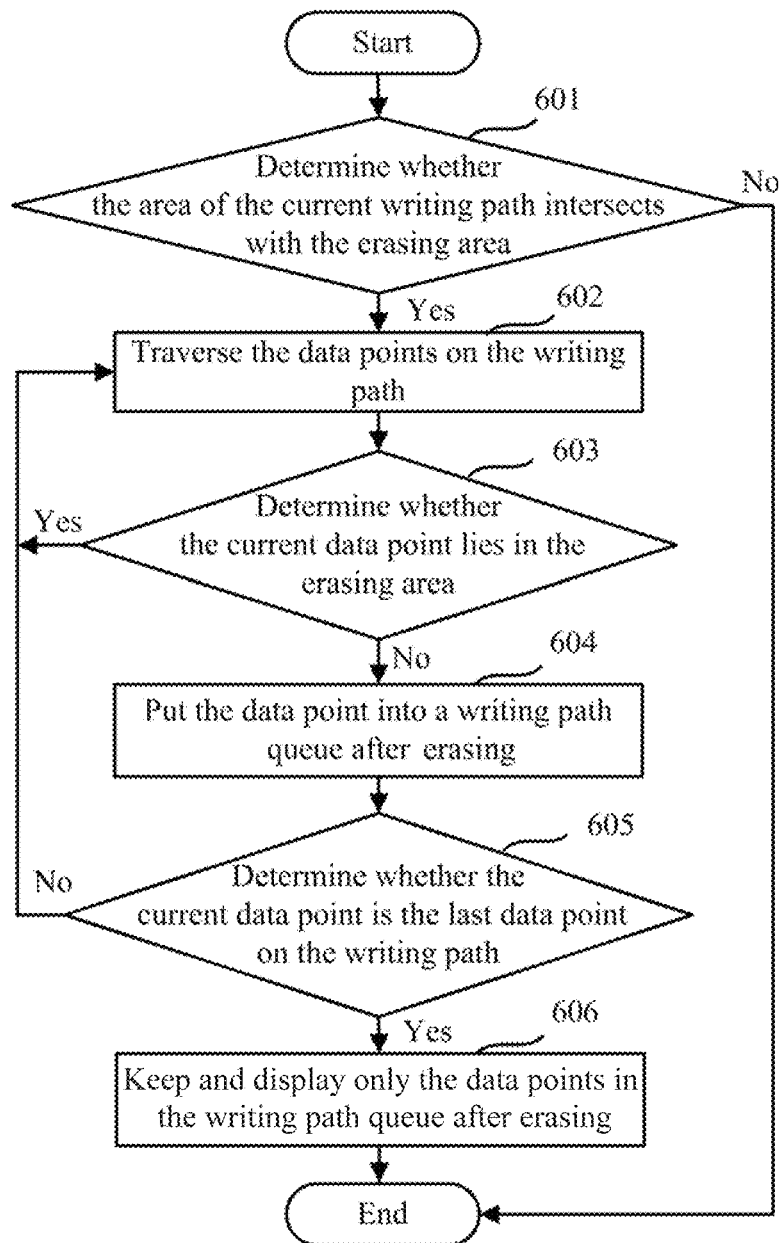 Start
601
Determine whether
the area of the current writing path intersects
with the erasing area
No
Yes
602
Traverse the data points on the writing
path
603
Determine whether
the current data point lies in the
erasing area
Yes
No
604
Put the data point into a writing path
queue after erasing
605
Determine whether the
current data point is the last data point
on the writing path
No
Yes
606
Keep and display only the data points in
the writing path queue after erasing
End